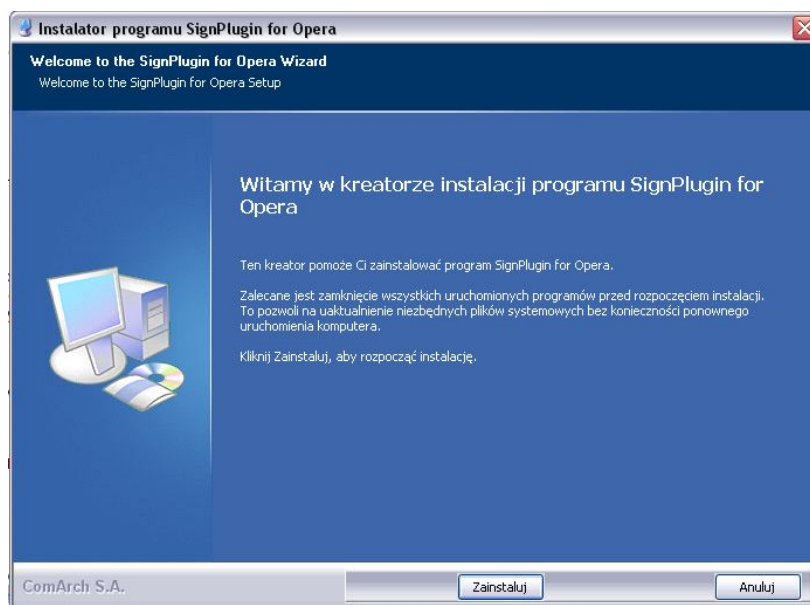 Instalator programu SignPlugin for Opera
Welcome to the SignPlugin for Opera Wizard
Welcome to the SignPlugin for Opera Setup
Witamy w kreatorze instalacji programu SignPlugin for
Opera
Ten kreator pomoże Ci zainstalować program SignPlugin for Opera.
Zalecane jest zamknięcie wszystkich uruchomionych programów przed rozpoczęciem instalacji.
To pozwoli na uaktualnienie niezbędnych plików systemowych bez konieczności ponownego
uruchomienia komputera.
Kliknij Zainstaluj, aby rozpocząć instalację.
ComArch S.A.
Zainstaluj
Anuluj